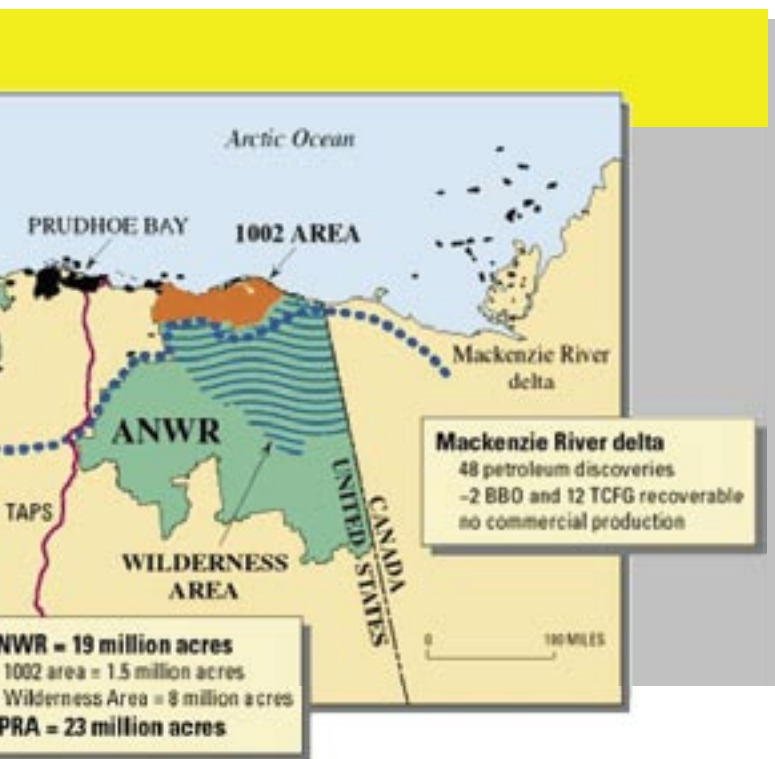 Arctic Ocean
PRUDHOE BAY
1002 AREA
Mackenzie River
delta
ANWR
Mackenzie River delta
48 petroleum discoveries
~2 BBO and 12 TCFG recoverable
no commercial production
TAPS
UNITED STATES
CANADA
WILDERNESS
AREA
0 100 MILES
NWR = 19 million acres
1002 area = 1.5 million acres
Wilderness Area = 8 million acres
PRA = 23 million acres